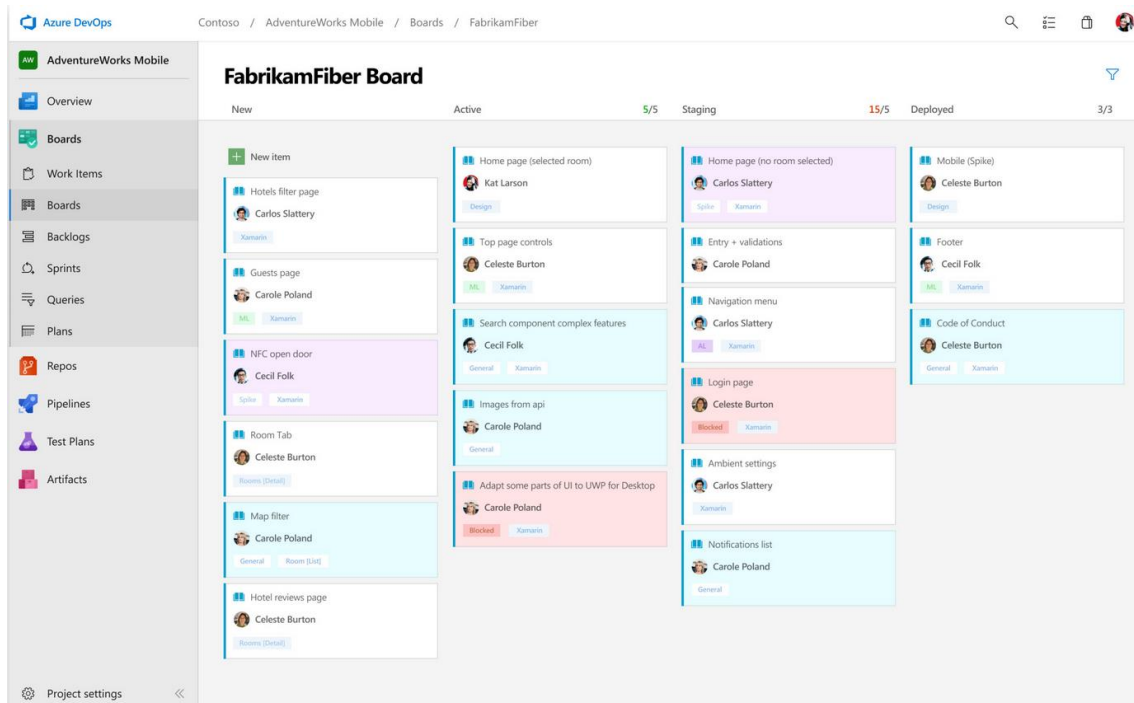 Azure DevOps
Contoso / AdventureWorks Mobile / Boards / FabrikamFiber
AW AdventureWorks Mobile
Overview
Boards
Work Items
Boards
Backlogs
Sprints
Queries
Plans
Repos
Pipelines
Test Plans
Artifacts
Project settings
FabrikamFiber Board
New
New item
Hotels filter page
Carlos Slattery
Xamarin
Guests page
Carole Poland
ML Xamarin
NFC open door
Cecil Folk
Spike Xamarin
Room Tab
Celeste Burton
Rooms [Detail]
Map filter
Carole Poland
General Room [List]
Hotel reviews page
Celeste Burton
Rooms [Detail]
Active 5/5
Home page (selected room)
Kat Larson
Design
Top page controls
Celeste Burton
ML Xamarin
Search component complex features
Cecil Folk
General Xamarin
Images from api
Carole Poland
General
Adapt some parts of UI to UWP for Desktop
Carole Poland
Blocked Xamarin
Staging 15/5
Home page (no room selected)
Carlos Slattery
Spike Xamarin
Entry + validations
Carole Poland
Navigation menu
Carlos Slattery
AL Xamarin
Login page
Celeste Burton
Blocked Xamarin
Ambient settings
Carlos Slattery
Xamarin
Notifications list
Carole Poland
General
Deployed 3/3
Mobile (Spike)
Celeste Burton
Design
Footer
Cecil Folk
ML Xamarin
Code of Conduct
Celeste Burton
General Xamarin